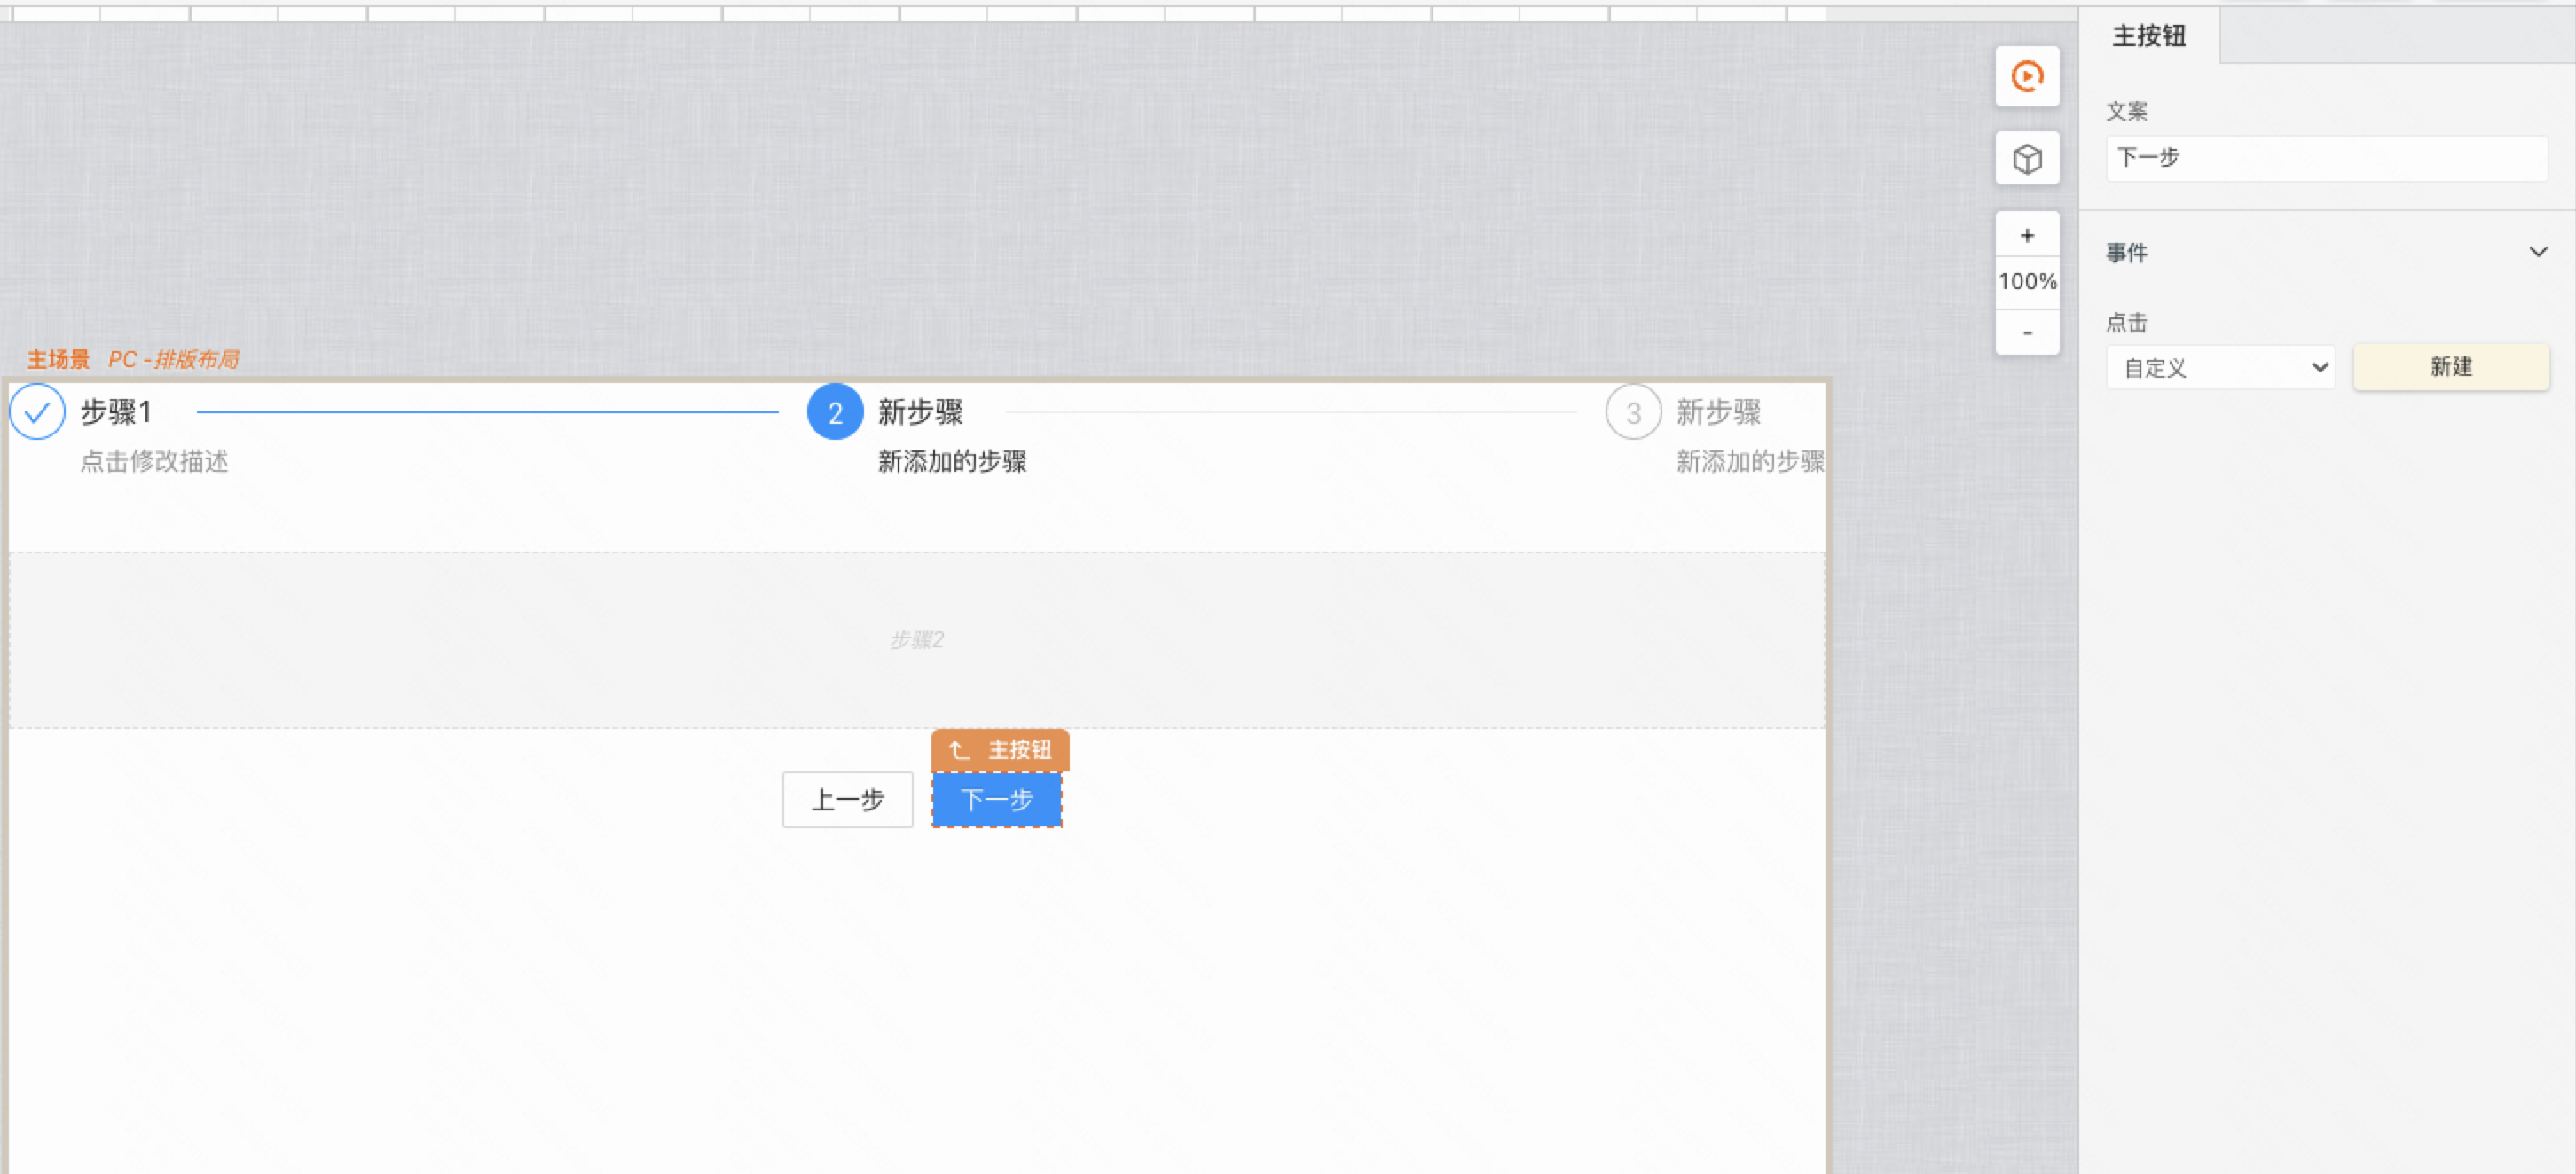 主场景 PC -排版布局
步骤1
点击修改描述
2 新步骤
新添加的步骤
3 新步骤
新添加的步骤
步骤2
主按钮
上一步 下一步
+
100%
-
主按钮
文案
下一步
事件
点击
自定义 新建